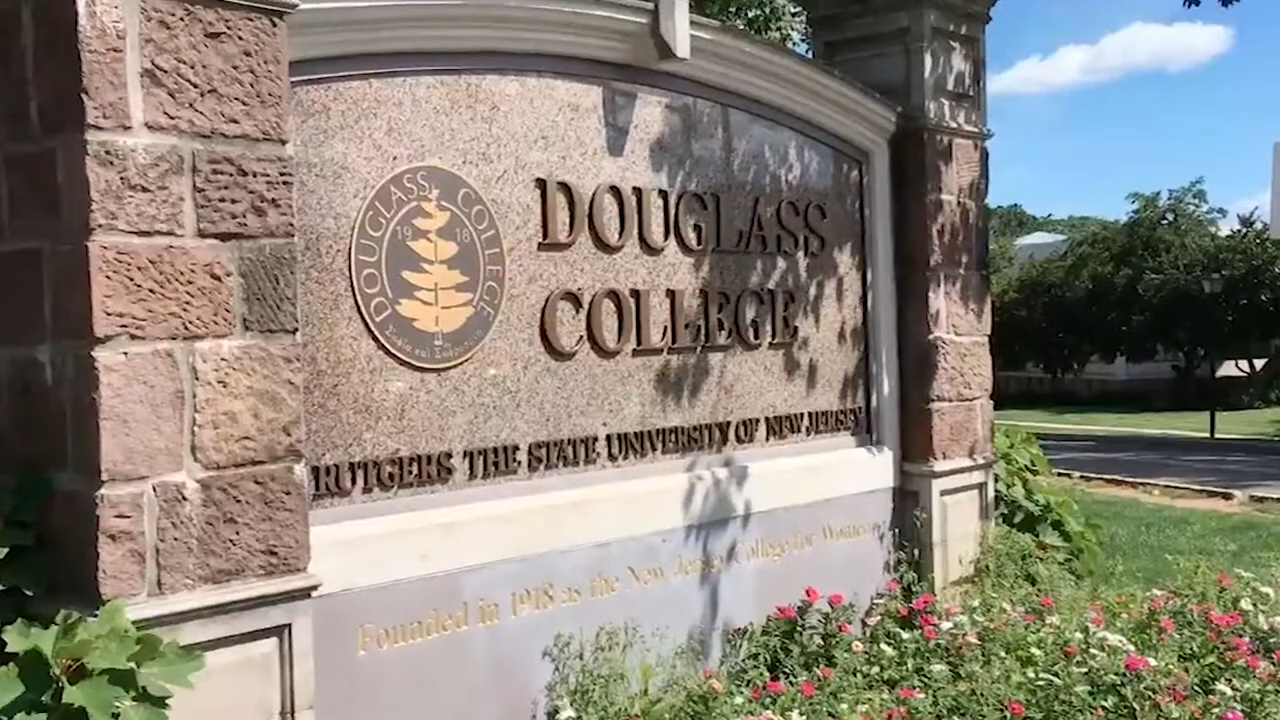 DOUGLASS COLLEGE
19 18
DOUGLASS
COLLEGE
RUTGERS THE STATE UNIVERSITY OF NEW JERSEY
Founded in 1918 as the New Jersey College for Women